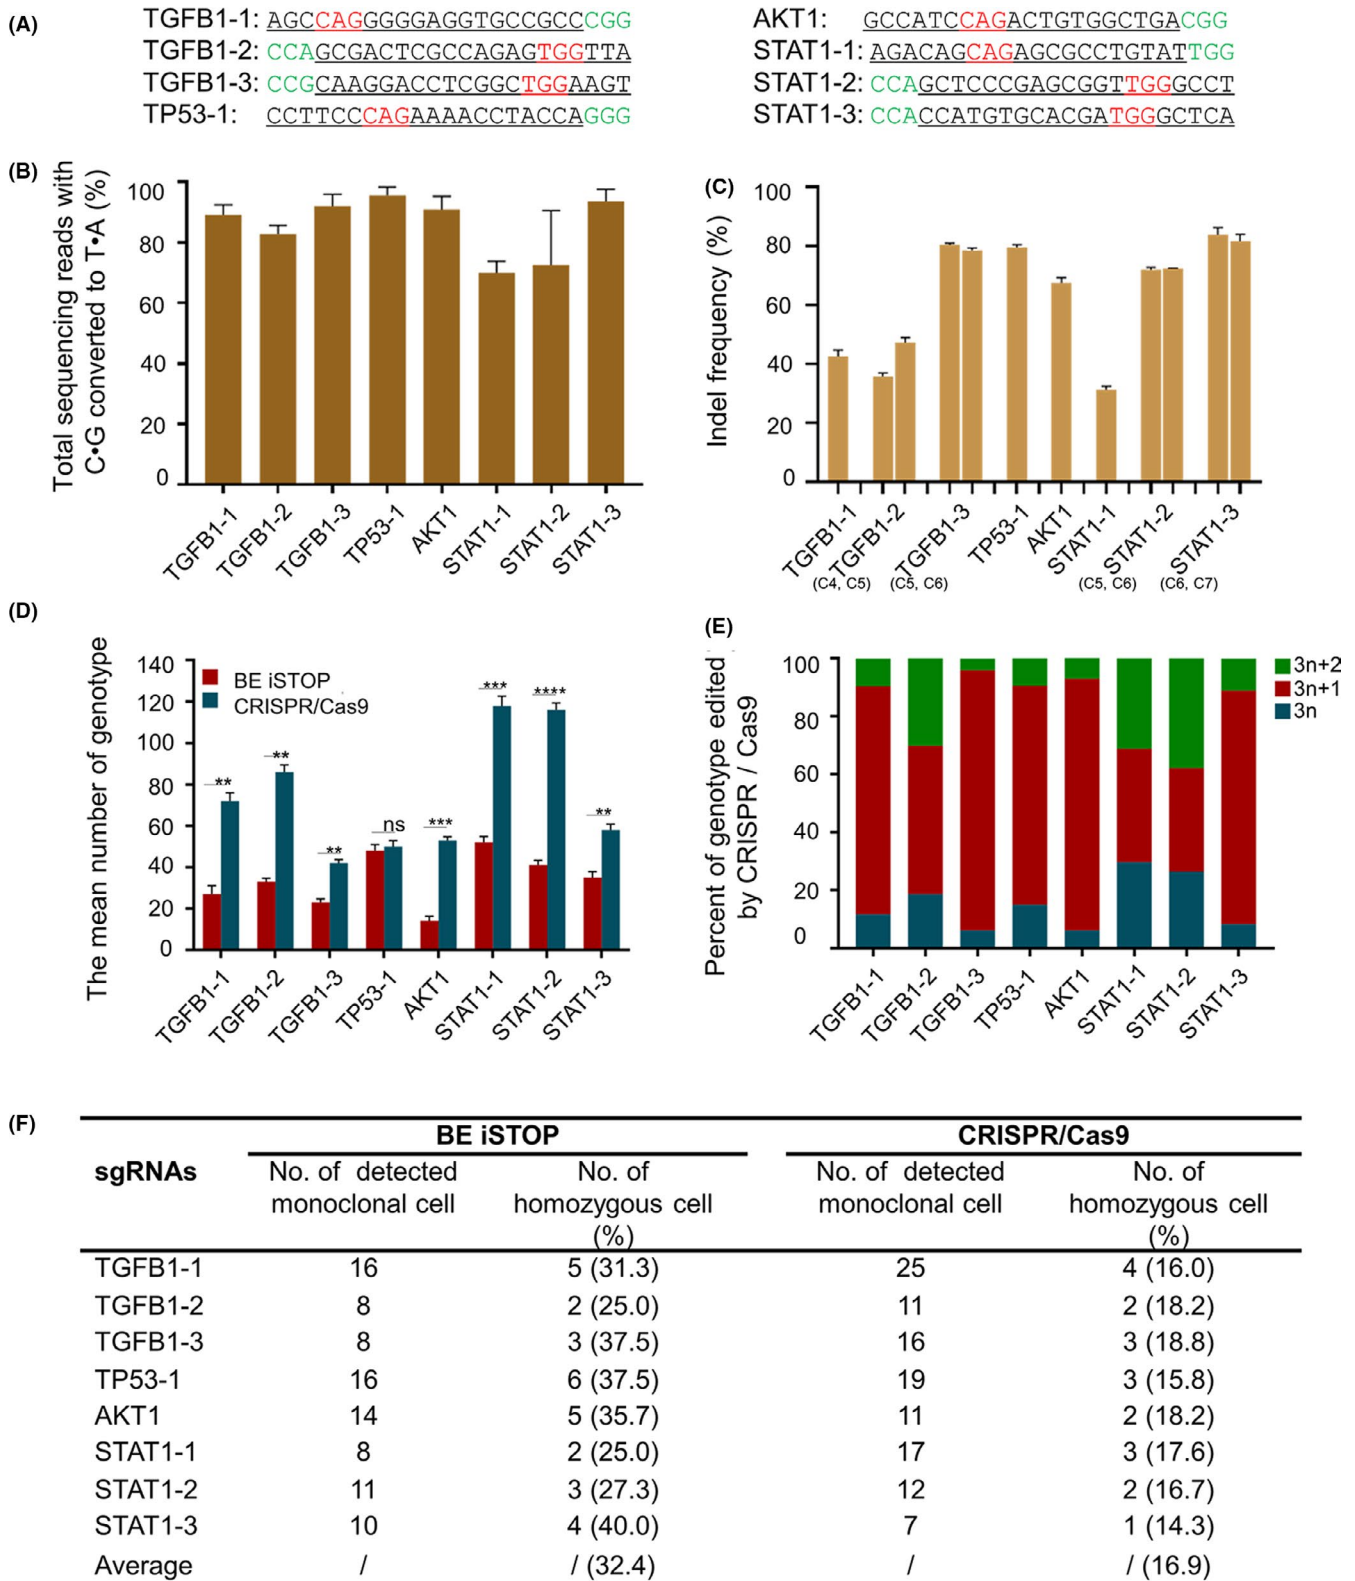 (A)
TGFB1-1: AGCCAGGGGGAGGTGCCGCCCGG
TGFB1-2: CCAGCGACTCGCCAGAGTGGTTA
TGFB1-3: CCGCAAGGACCTCGGCTGGAAGT
TP53-1: CCTTCCCAGAAAACCTACCAGGG
AKT1: GCCATCCAGACTGTGGCTGACGG
STAT1-1: AGACAGCAGAGCGCCTGTATTGG
STAT1-2: CCAGCTCCCGAGCGGTTGGGCCT
STAT1-3: CCACCATGTGCACGATGGGCTCA
(B)
Total sequencing reads with
C•G converted to T•A (%)
100
80
60
40
20
0
TGFB1-1
TGFB1-2
TGFB1-3
TP53-1
AKT1
STAT1-1
STAT1-2
STAT1-3
(C)
Indel frequency (%)
100
80
60
40
20
0
TGFB1-1
TGFB1-2
TGFB1-3
TP53-1
AKT1
STAT1-1
STAT1-2
STAT1-3
(C4, C5)
(C5, C6)
(C5, C6)
(C6, C7)
(D)
The mean number of genotype
140
120
100
80
60
40
20
0
BE iSTOP
CRISPR/Cas9
**
**
**
ns
***
***
****
**
TGFB1-1
TGFB1-2
TGFB1-3
TP53-1
AKT1
STAT1-1
STAT1-2
STAT1-3
(E)
Percent of genotype edited
by CRISPR / Cas9
100
80
60
40
20
0
3n+2
3n+1
3n
TGFB1-1
TGFB1-2
TGFB1-3
TP53-1
AKT1
STAT1-1
STAT1-2
STAT1-3
(F)
BE iSTOP CRISPR/Cas9
sgRNAs No. of detected No. of No. of detected No. of
monoclonal cell homozygous cell monoclonal cell homozygous cell
(%) (%)
TGFB1-1 16 5 (31.3) 25 4 (16.0)
TGFB1-2 8 2 (25.0) 11 2 (18.2)
TGFB1-3 8 3 (37.5) 16 3 (18.8)
TP53-1 16 6 (37.5) 19 3 (15.8)
AKT1 14 5 (35.7) 11 2 (18.2)
STAT1-1 8 2 (25.0) 17 3 (17.6)
STAT1-2 11 3 (27.3) 12 2 (16.7)
STAT1-3 10 4 (40.0) 7 1 (14.3)
Average / / (32.4) / / (16.9)